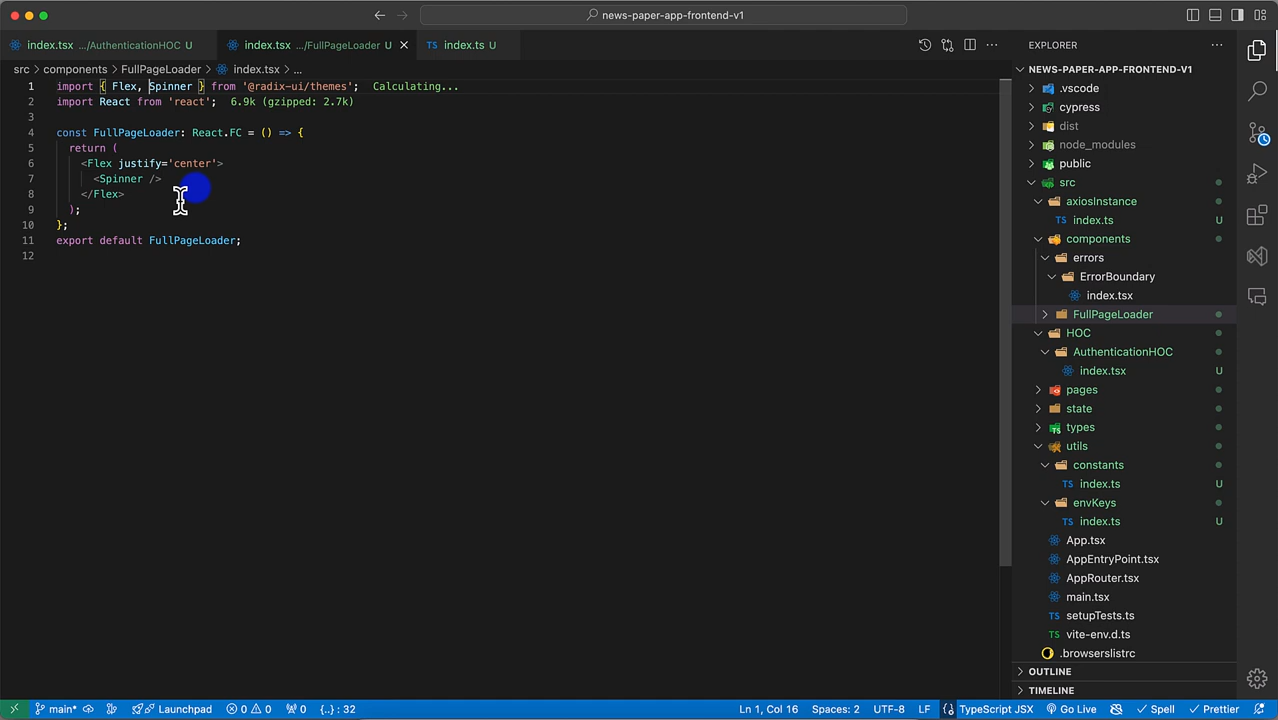 news-paper-app-frontend-v1
index.tsx .../AuthenticationHOC U
index.tsx .../FullPageLoader U
index.ts U
EXPLORER
src > components > FullPageLoader > index.tsx > ...
1 import { Flex, Spinner } from '@radix-ui/themes'; Calculating...
2 import React from 'react'; 6.9k (gzipped: 2.7k)
3
4 const FullPageLoader: React.FC = () => {
5 return (
6 <Flex justify='center'>
7 <Spinner />
8 </Flex>
9 );
10 };
11 export default FullPageLoader;
12
NEWS-PAPER-APP-FRONTEND-V1
.vscode
cypress
dist
node_modules
public
src
axiosInstance
TS index.ts U
components
errors
ErrorBoundary
index.tsx
FullPageLoader
HOC
AuthenticationHOC
index.tsx U
pages
state
types
utils
constants
TS index.ts U
envKeys
TS index.ts U
App.tsx
AppEntryPoint.tsx
AppRouter.tsx
main.tsx
TS setupTests.ts
TS vite-env.d.ts
.browserslistrc
OUTLINE
TIMELINE
main* Launchpad 0 0 0 {..} : 32 Ln 1, Col 16 Spaces: 2 UTF-8 LF TypeScript JSX Go Live Spell Prettier